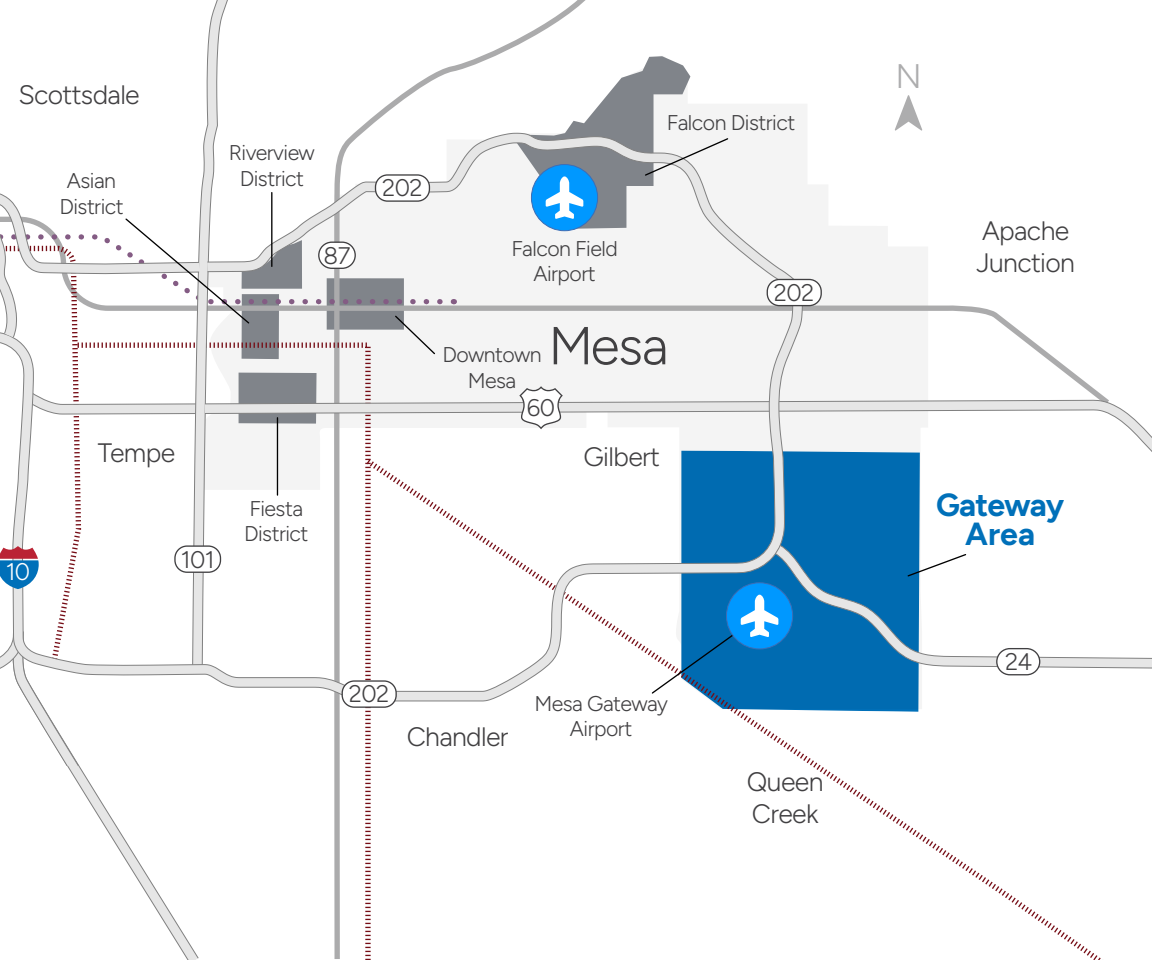 Scottsdale
N
Falcon District
Riverview
District
Asian
District
202
87
Falcon Field
Airport
Apache
Junction
202
Mesa
Downtown
Mesa
60
Tempe
Gilbert
Fiesta
District
Gateway
Area
101
10
24
202
Mesa Gateway
Airport
Chandler
Queen
Creek